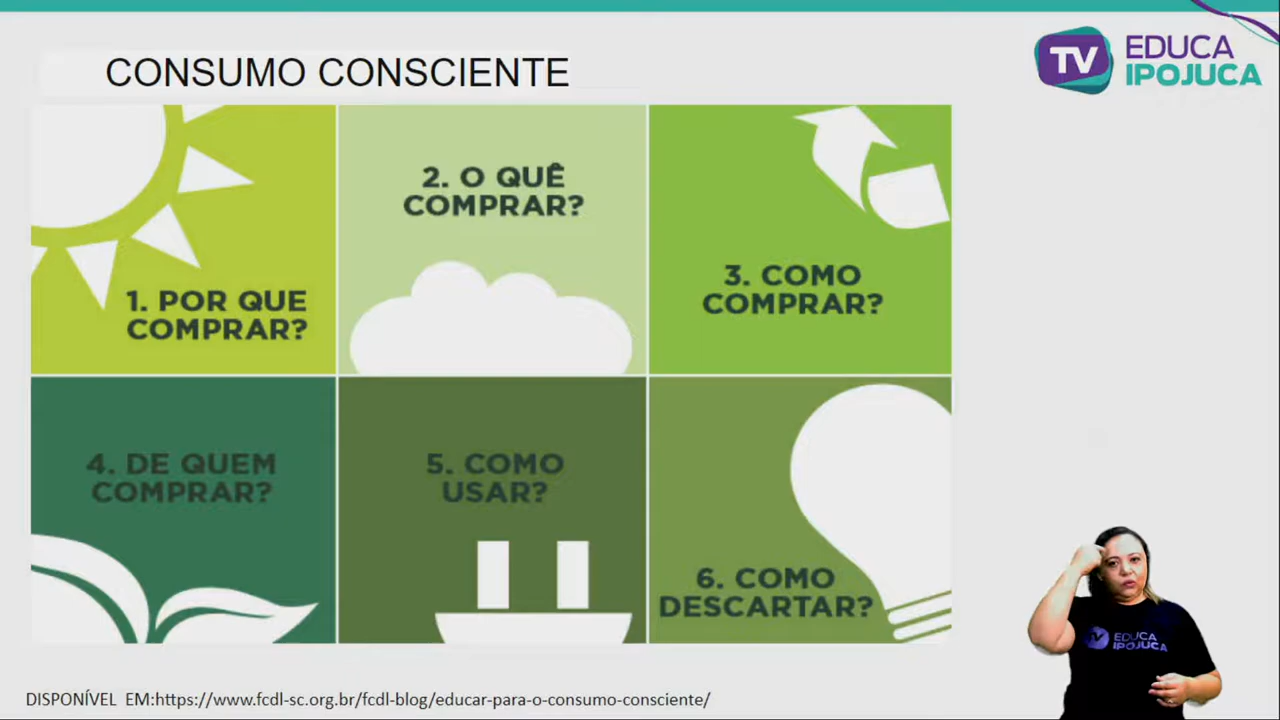 CONSUMO CONSCIENTE
TV EDUCA
IPOJUCA
1. POR QUE
COMPRAR?
2. O QUÊ
COMPRAR?
3. COMO
COMPRAR?
4. DE QUEM
COMPRAR?
5. COMO
USAR?
6. COMO
DESCARTAR?
TV EDUCA
IPOJUCA
DISPONÍVEL EM:https://www.fcdl-sc.org.br/fcdl-blog/educar-para-o-consumo-consciente/